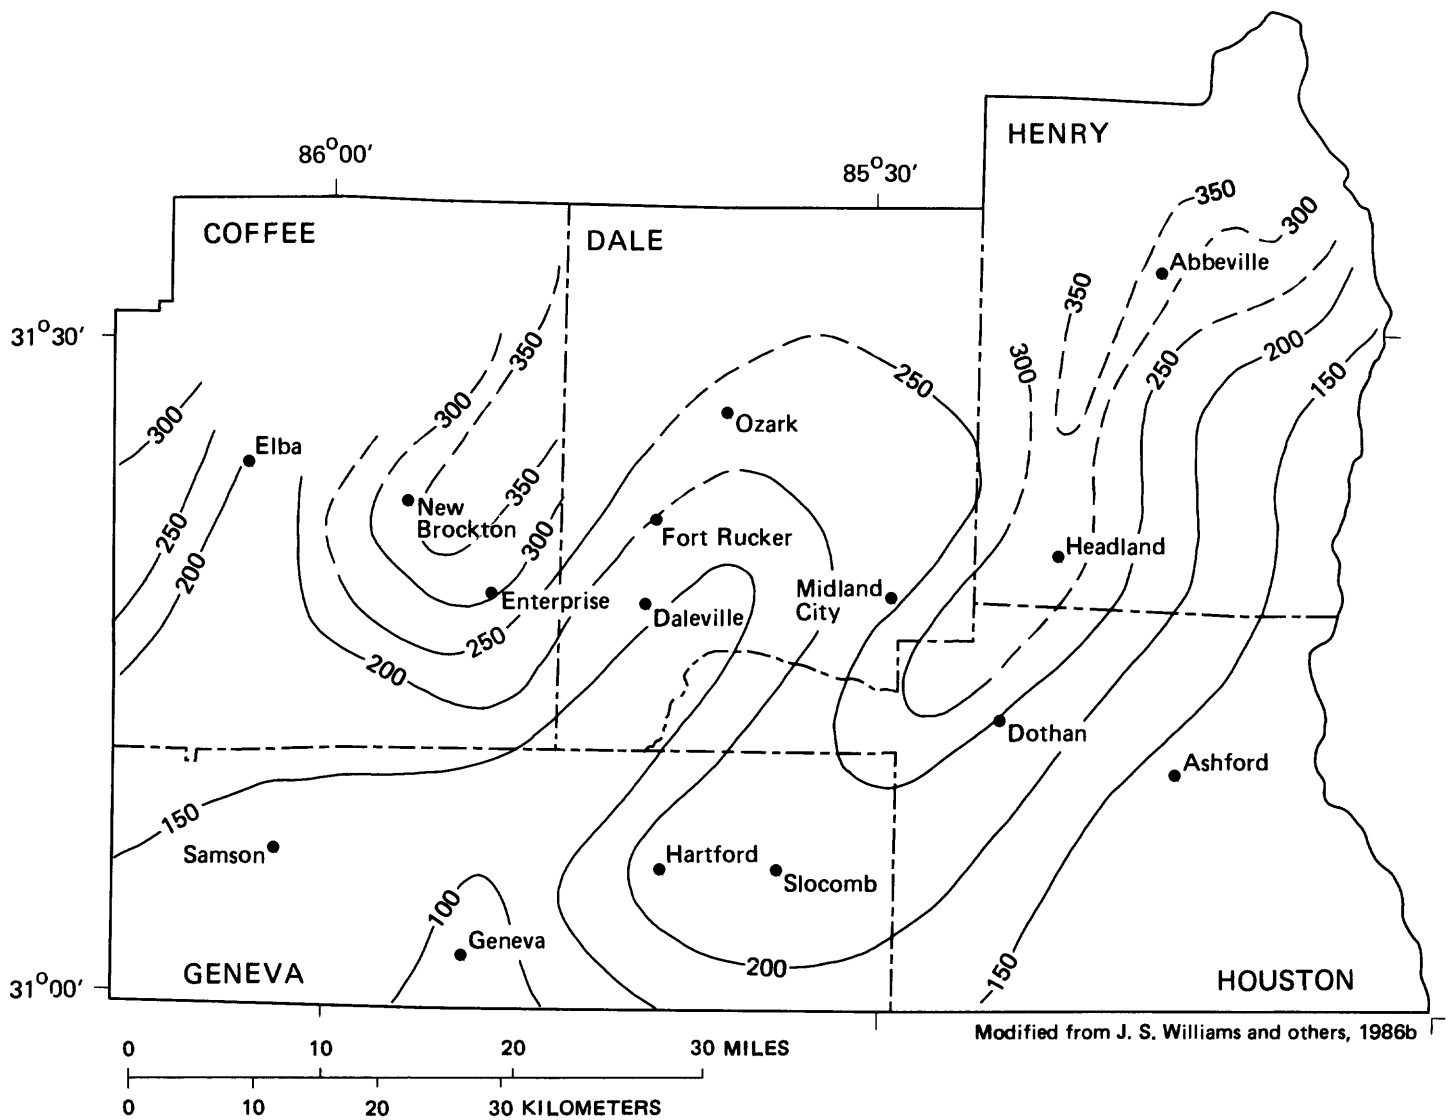 HENRY
86°00'
85°30'
350
300
COFFEE
DALE
Abbeville
350
31°30'
350
300
250
200
150
300
250
300
Ozark
Elba
350
New
Brockton
250
300
Fort Rucker
Headland
200
Midland
City
Enterprise
Daleville
250
200
Dothan
Ashford
150
Samson
Hartford
Slocomb
100
Geneva
200
150
GENEVA
HOUSTON
31°00'
Modified from J. S. Williams and others, 1986b
0 10 20 30 MILES
0 10 20 30 KILOMETERS